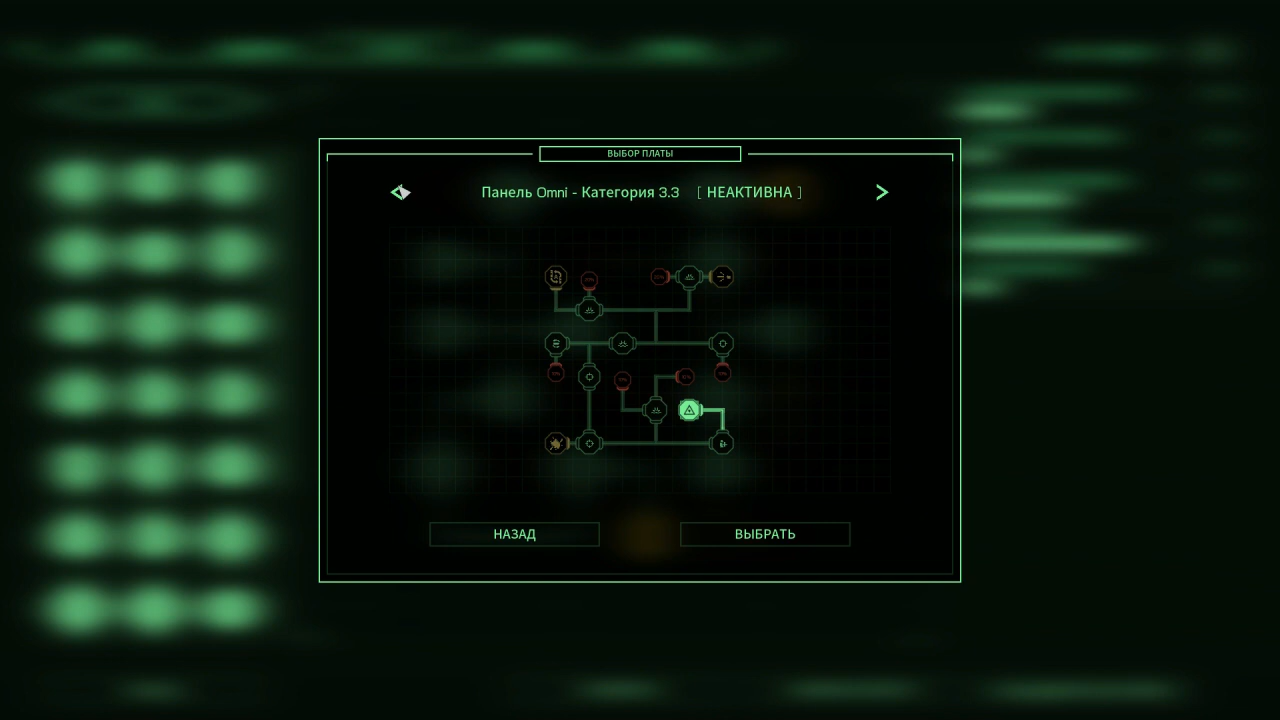 ВЫБОР ПЛАТЫ
Панель Omni - Категория 3.3 [ НЕАКТИВНА ]
НАЗАД
ВЫБРАТЬ